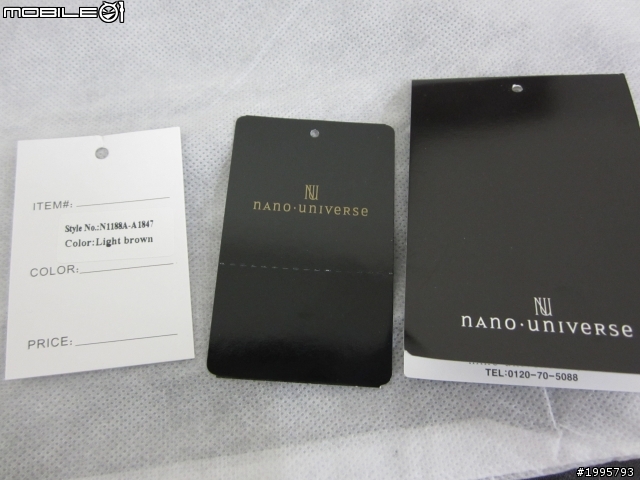 MOBILE01
ITEM#:
Style No.:N1188A-A1847
Color:Light brown
COLOR:
PRICE:
NU
nano·universe
NU
nano·universe
TEL:0120-70-5088
#1995793